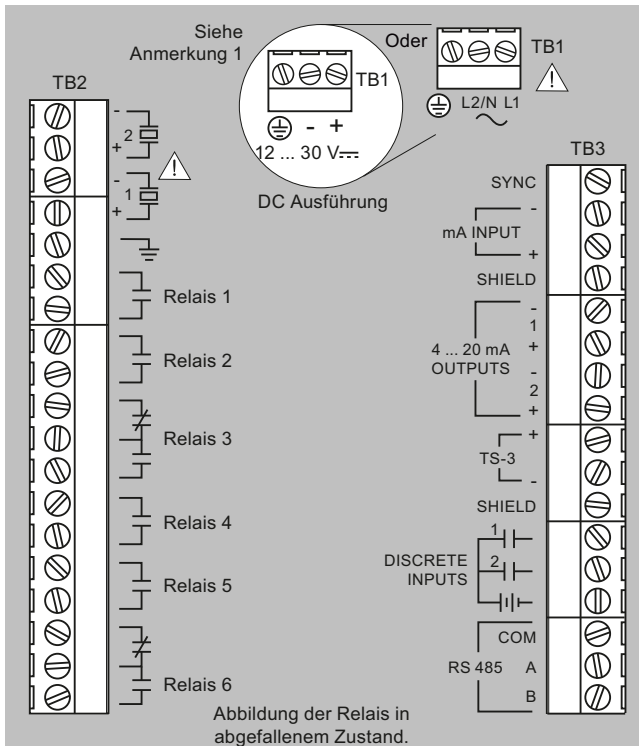 Siehe
Anmerkung 1
Oder
TB1
TB1
L2/N L1
- +
12 ... 30 V
DC Ausführung
TB2
-
2
+
-
1
+
Relais 1
Relais 2
Relais 3
Relais 4
Relais 5
Relais 6
TB3
SYNC
-
mA INPUT
+
SHIELD
-
1
+
4 ... 20 mA
OUTPUTS
-
2
+
+
TS-3
-
SHIELD
1
DISCRETE
INPUTS
2
COM
RS 485 A
B
Abbildung der Relais in
abgefallenem Zustand.